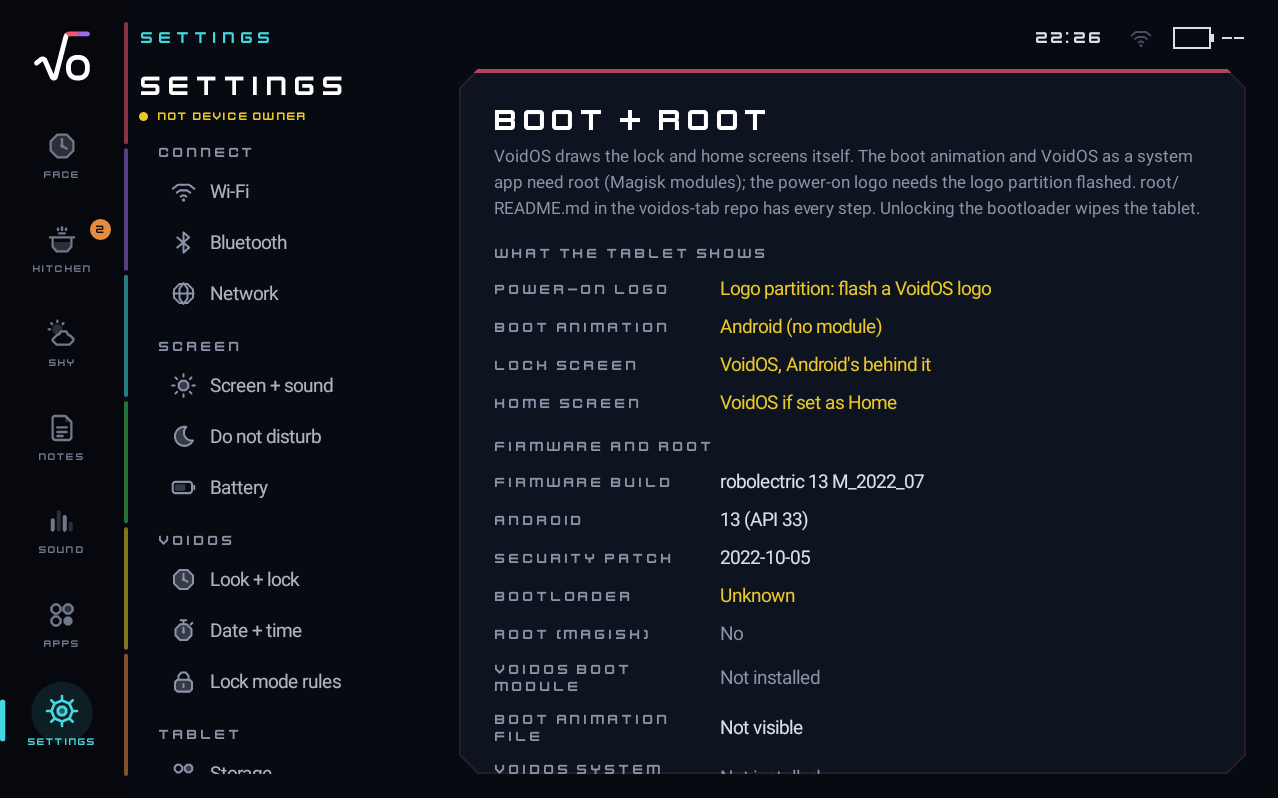 SETTINGS
22:26
--
SETTINGS
NOT DEVICE OWNER
FACE
2
KITCHEN
SKY
NOTES
SOUND
APPS
SETTINGS
CONNECT
Wi-Fi
Bluetooth
Network
SCREEN
Screen + sound
Do not disturb
Battery
VOIDOS
Look + lock
Date + time
Lock mode rules
TABLET
Storage
BOOT + ROOT
VoidOS draws the lock and home screens itself. The boot animation and VoidOS as a system
app need root (Magisk modules); the power-on logo needs the logo partition flashed. root/
README.md in the voidos-tab repo has every step. Unlocking the bootloader wipes the tablet.
WHAT THE TABLET SHOWS
POWER-ON LOGO Logo partition: flash a VoidOS logo
BOOT ANIMATION Android (no module)
LOCK SCREEN VoidOS, Android's behind it
HOME SCREEN VoidOS if set as Home
FIRMWARE AND ROOT
FIRMWARE BUILD robolectric 13 M_2022_07
ANDROID 13 (API 33)
SECURITY PATCH 2022-10-05
BOOTLOADER Unknown
ROOT (MAGISK) No
VOIDOS BOOT
MODULE Not installed
BOOT ANIMATION
FILE Not visible
VOIDOS SYSTEM Not installed